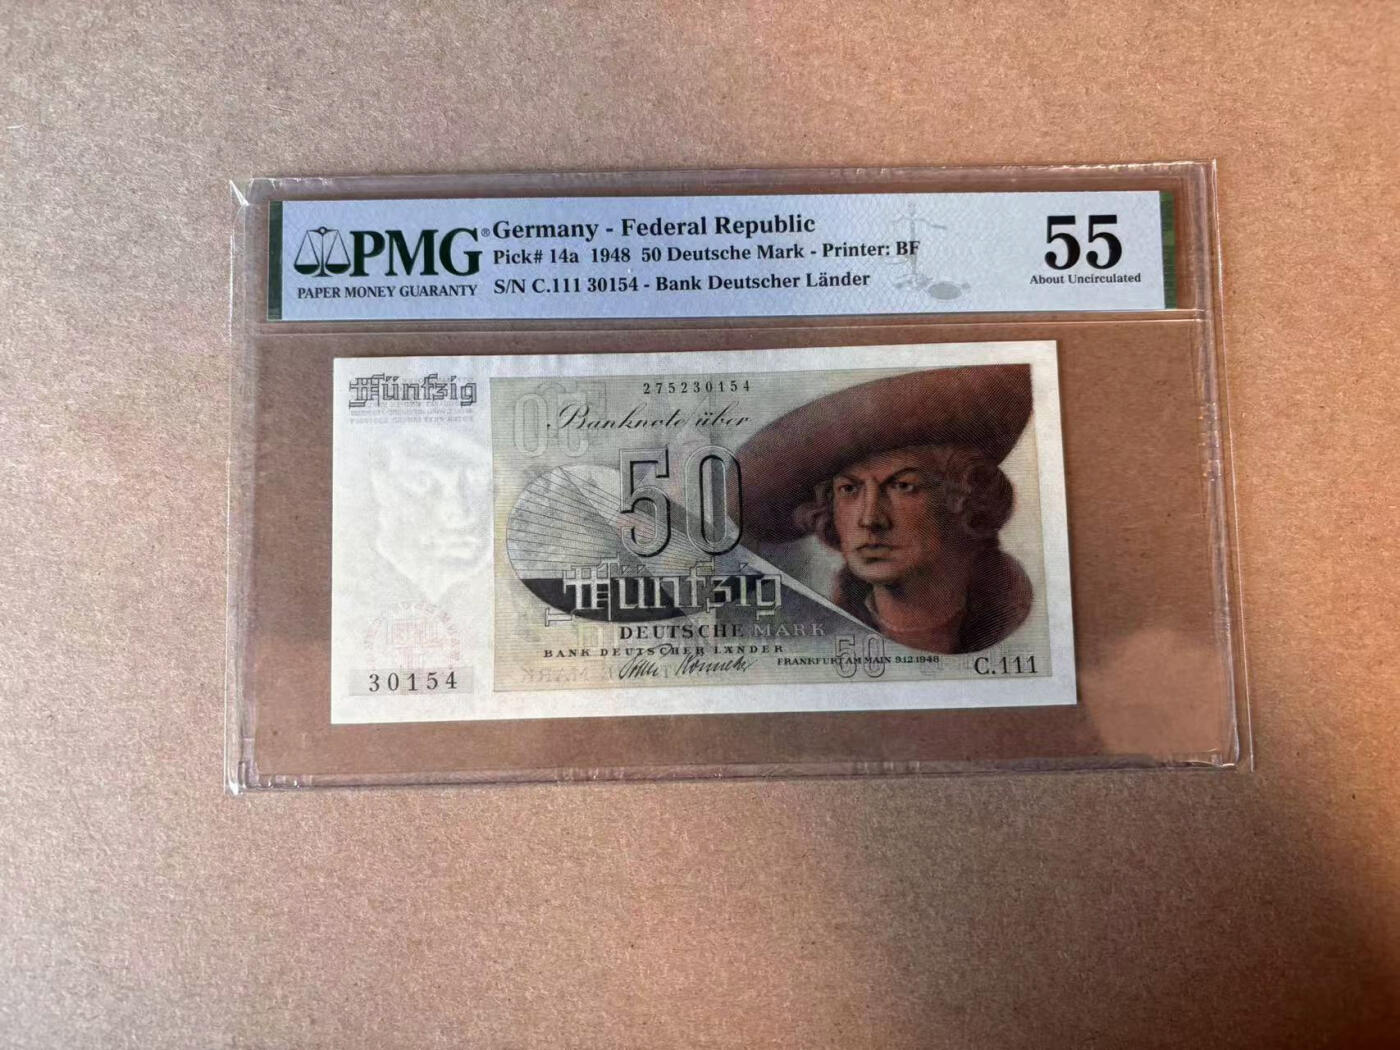 PMG®
PAPER MONEY GUARANTY
Germany - Federal Republic
Pick# 14a 1948 50 Deutsche Mark - Printer: BF
S/N C.111 30154 - Bank Deutscher Länder
55
About Uncirculated
Fünfzig
275230154
Banknote über
50
50
Fünfzig
DEUTSCHE MARK
BANK DEUTSCHER LÄNDER
FRANKFURT AM MAIN 9.12.1948
50
C.111
30154